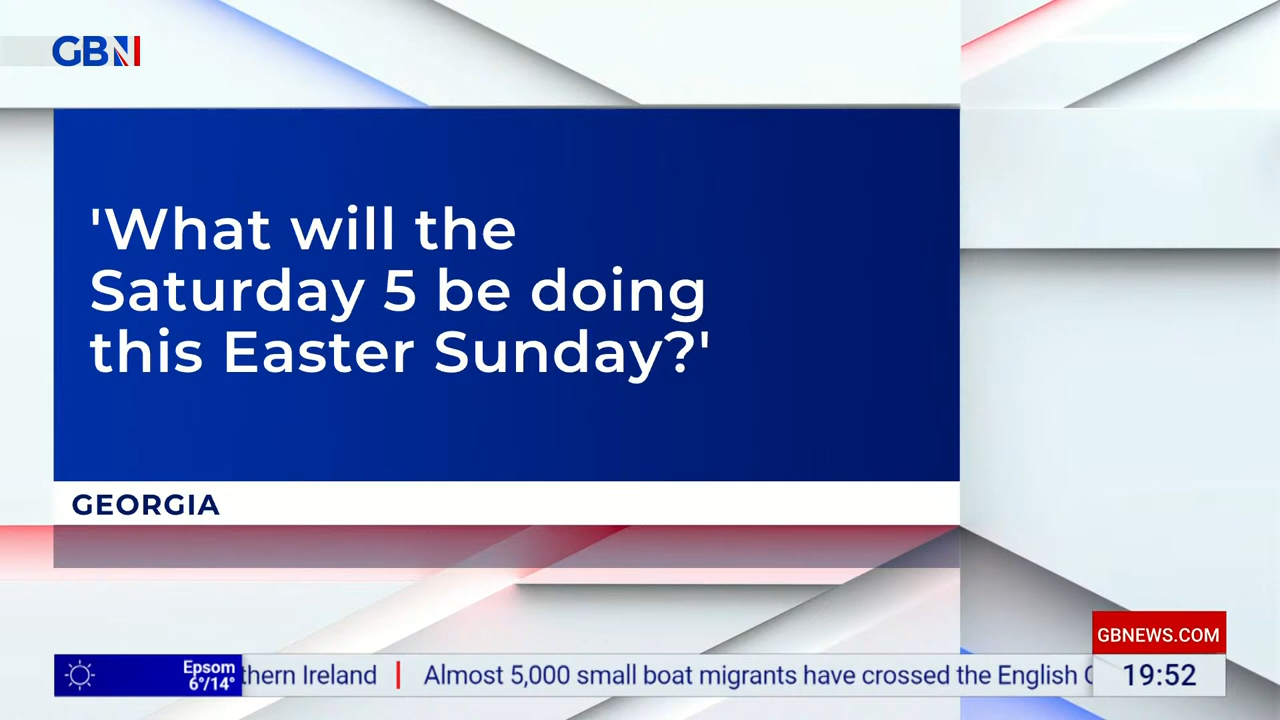 GBN
'What will the
Saturday 5 be doing
this Easter Sunday?'
GEORGIA
GBNEWS.COM
Epsom
6°/14°
thern Ireland | Almost 5,000 small boat migrants have crossed the English
19:52